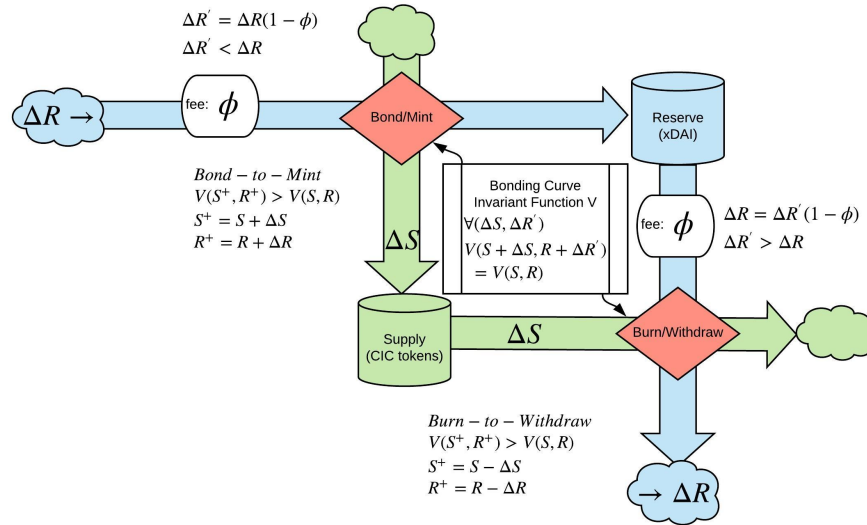 ΔR′ = ΔR(1 − ϕ)
ΔR′ < ΔR
ΔR →
fee: ϕ
Bond/Mint
Reserve
(xDAI)
Bond − to − Mint
V(S⁺, R⁺) > V(S, R)
S⁺ = S + ΔS
R⁺ = R + ΔR
ΔS
Bonding Curve
Invariant Function V
∀(ΔS, ΔR′)
V(S + ΔS, R + ΔR′)
= V(S, R)
fee: ϕ
ΔR = ΔR′(1 − ϕ)
ΔR′ > ΔR
Supply
(CIC tokens)
ΔS
Burn/Withdraw
Burn − to − Withdraw
V(S⁺, R⁺) > V(S, R)
S⁺ = S − ΔS
R⁺ = R − ΔR
→ ΔR